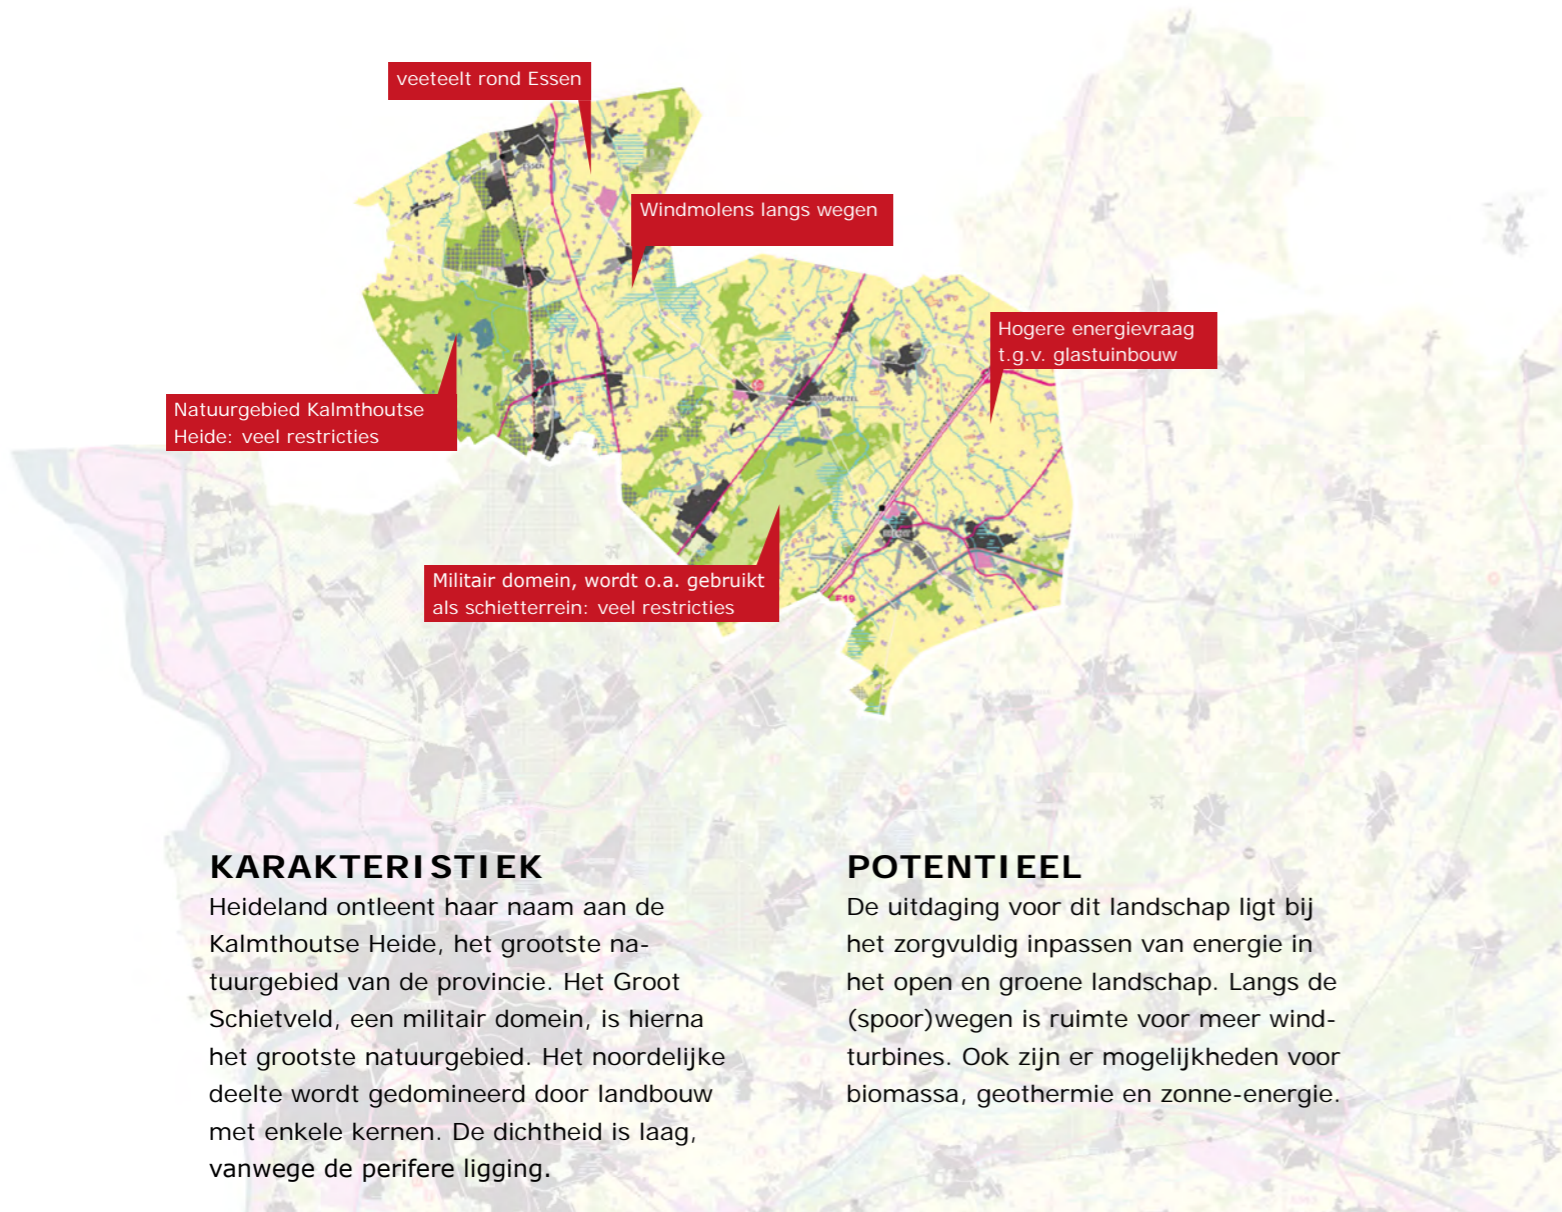 veeteelt rond Essen
Windmolens langs wegen
Hogere energievraag
t.g.v. glastuinbouw
Natuurgebied Kalmthoutse
Heide: veel restricties
Militair domein, wordt o.a. gebruikt
als schietterrein: veel restricties
ESSEN
E19
KARAKTERISTIEK
Heideland ontleent haar naam aan de
Kalmthoutse Heide, het grootste na-
tuurgebied van de provincie. Het Groot
Schietveld, een militair domein, is hierna
het grootste natuurgebied. Het noordelijke
deelte wordt gedomineerd door landbouw
met enkele kernen. De dichtheid is laag,
vanwege de perifere ligging.
POTENTIEEL
De uitdaging voor dit landschap ligt bij
het zorgvuldig inpassen van energie in
het open en groene landschap. Langs de
(spoor)wegen is ruimte voor meer wind-
turbines. Ook zijn er mogelijkheden voor
biomassa, geothermie en zonne-energie.